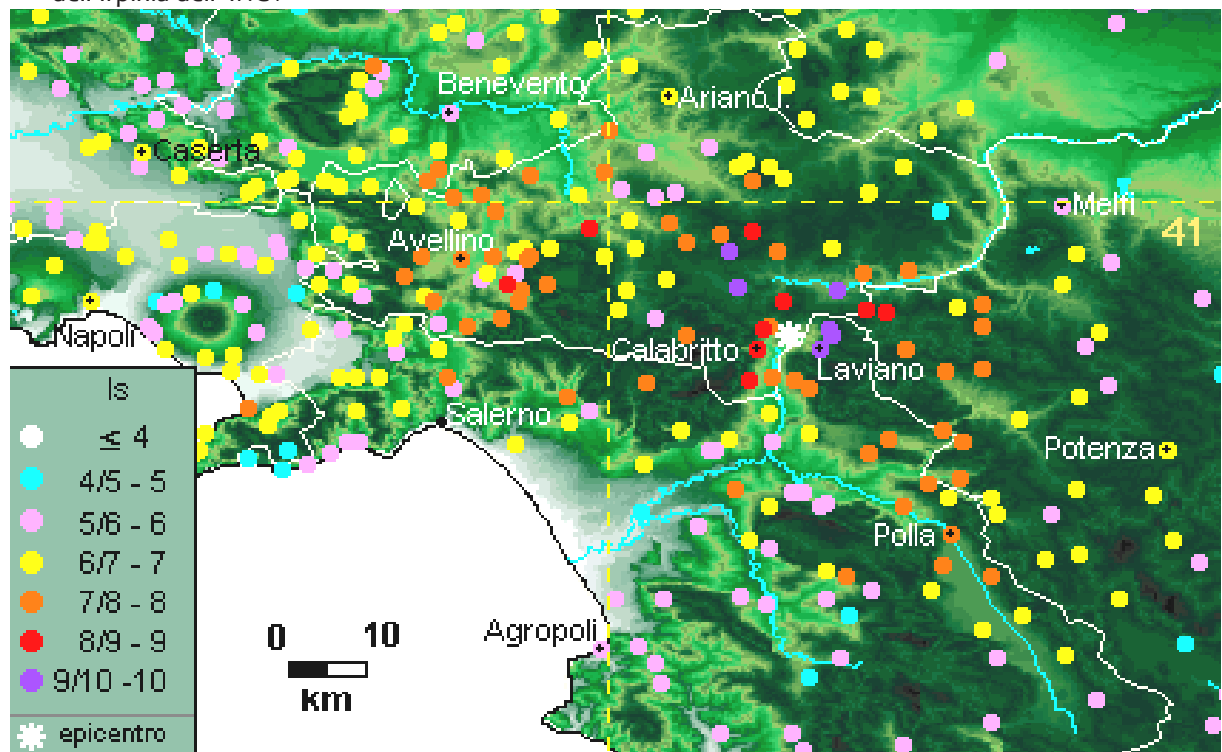 Benevento
Ariano I.
Caserta
Melfi
41
Avellino
Napoli
Calabritto
Laviano
Salerno
Potenza
Polla
Agropoli
Is
≤ 4
4/5 - 5
5/6 - 6
6/7 - 7
7/8 - 8
8/9 - 9
9/10 -10
epicentro
0 10
km